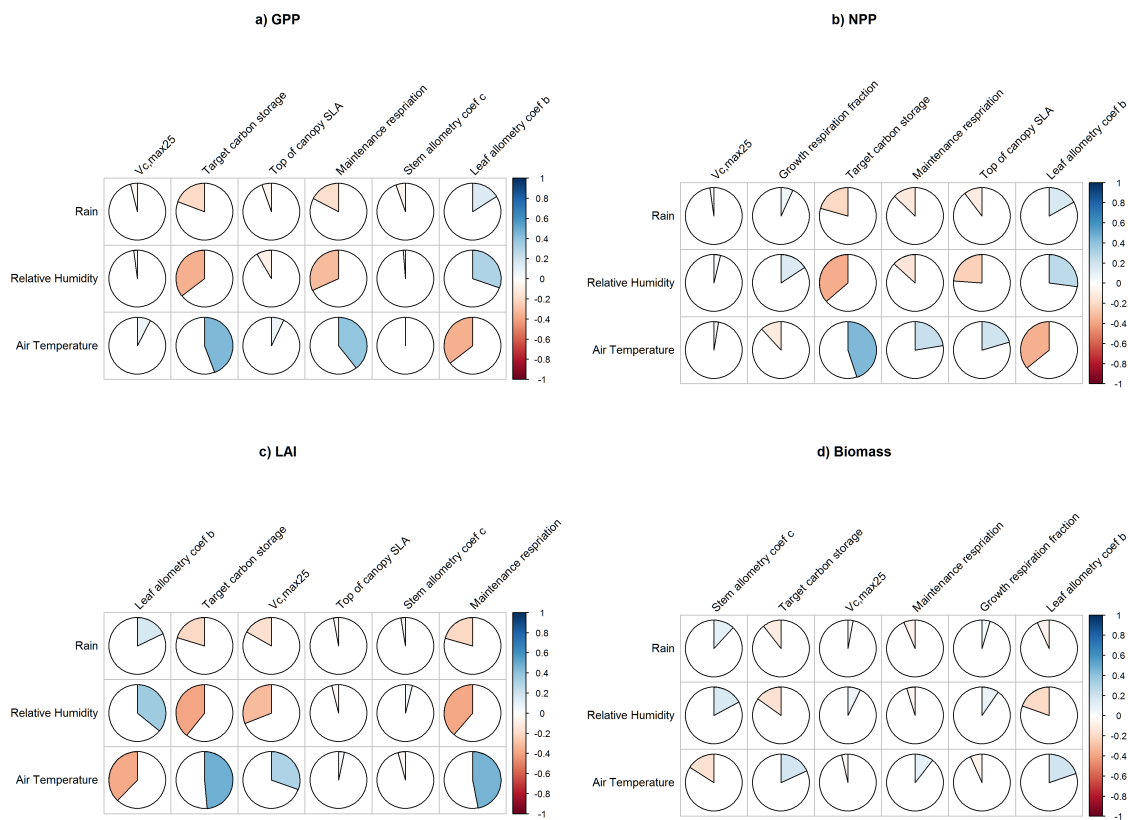 a) GPP
Vc,max25
Target carbon storage
Top of canopy SLA
Maintenance respriation
Stem allometry coef c
Leaf allometry coef b
Rain
Relative Humidity
Air Temperature
1
0.8
0.6
0.4
0.2
0
-0.2
-0.4
-0.6
-0.8
-1
b) NPP
Vc,max25
Growth respiration fraction
Target carbon storage
Maintenance respriation
Top of canopy SLA
Leaf allometry coef b
Rain
Relative Humidity
Air Temperature
1
0.8
0.6
0.4
0.2
0
-0.2
-0.4
-0.6
-0.8
-1
c) LAI
Leaf allometry coef b
Target carbon storage
Vc,max25
Top of canopy SLA
Stem allometry coef c
Maintenance respriation
Rain
Relative Humidity
Air Temperature
1
0.8
0.6
0.4
0.2
0
-0.2
-0.4
-0.6
-0.8
-1
d) Biomass
Stem allometry coef c
Target carbon storage
Vc,max25
Maintenance respriation
Growth respiration fraction
Leaf allometry coef b
Rain
Relative Humidity
Air Temperature
1
0.8
0.6
0.4
0.2
0
-0.2
-0.4
-0.6
-0.8
-1